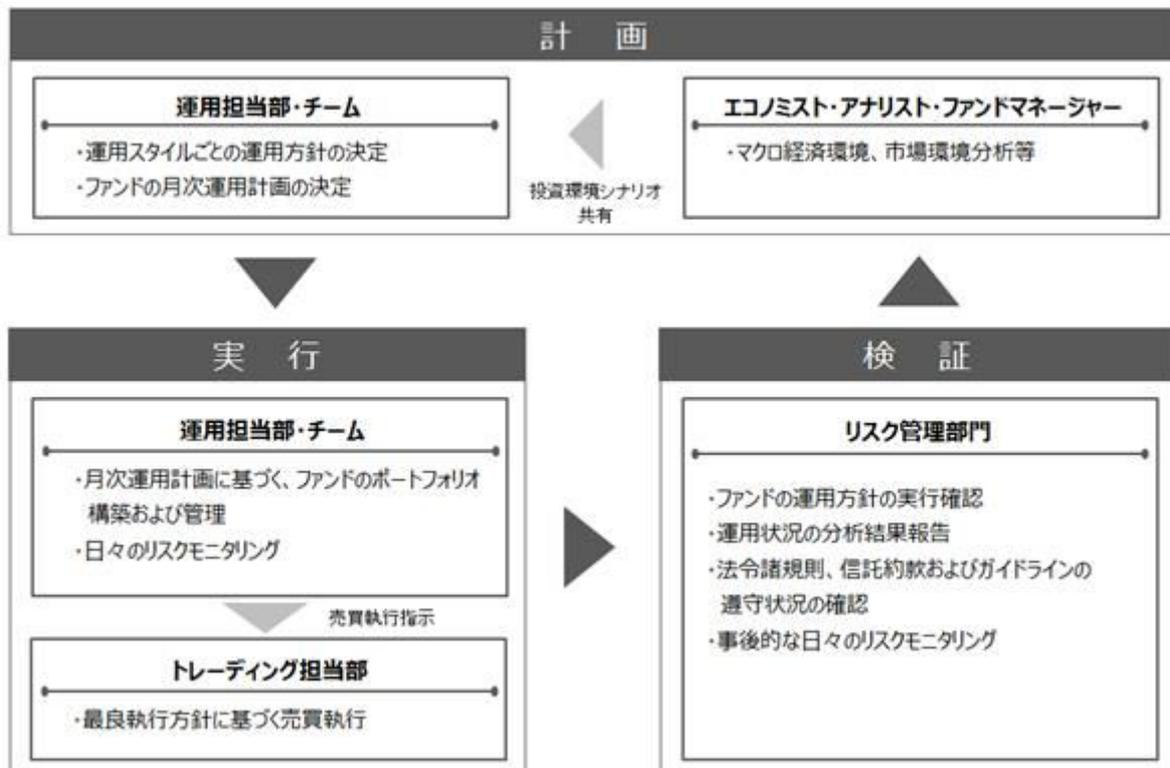 計 画
運用担当部・チーム
・運用スタイルごとの運用方針の決定
・ファンドの月次運用計画の決定
投資環境シナリオ
共有
エコノミスト・アナリスト・ファンドマネージャー
・マクロ経済環境、市場環境分析等
実 行
運用担当部・チーム
・月次運用計画に基づく、ファンドのポートフォリオ
構築および管理
・日々のリスクモニタリング
売買執行指示
トレーディング担当部
・最良執行方針に基づく売買執行
検 証
リスク管理部門
・ファンドの運用方針の実行確認
・運用状況の分析結果報告
・法令諸規則、信託約款およびガイドラインの
遵守状況の確認
・事後的な日々のリスクモニタリング